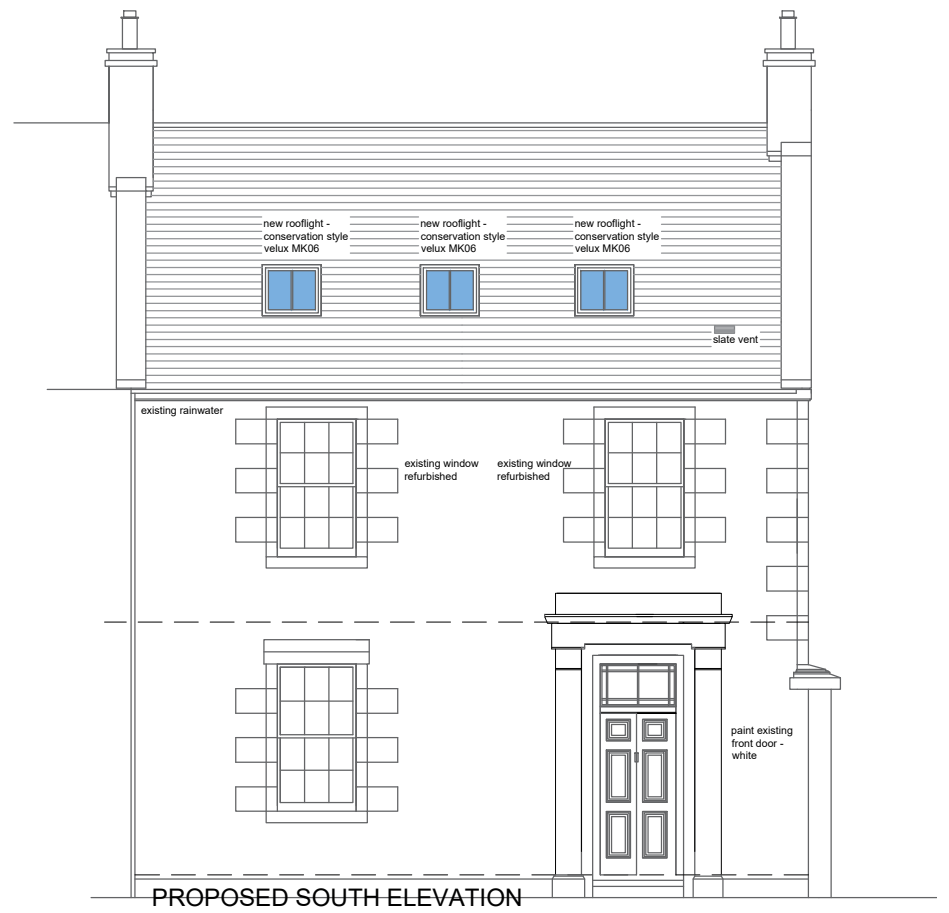 new rooflight -
conservation style
velux MK06
new rooflight -
conservation style
velux MK06
new rooflight -
conservation style
velux MK06
slate vent
existing rainwater
existing window
refurbished
existing window
refurbished
paint existing
front door -
white
PROPOSED SOUTH ELEVATION